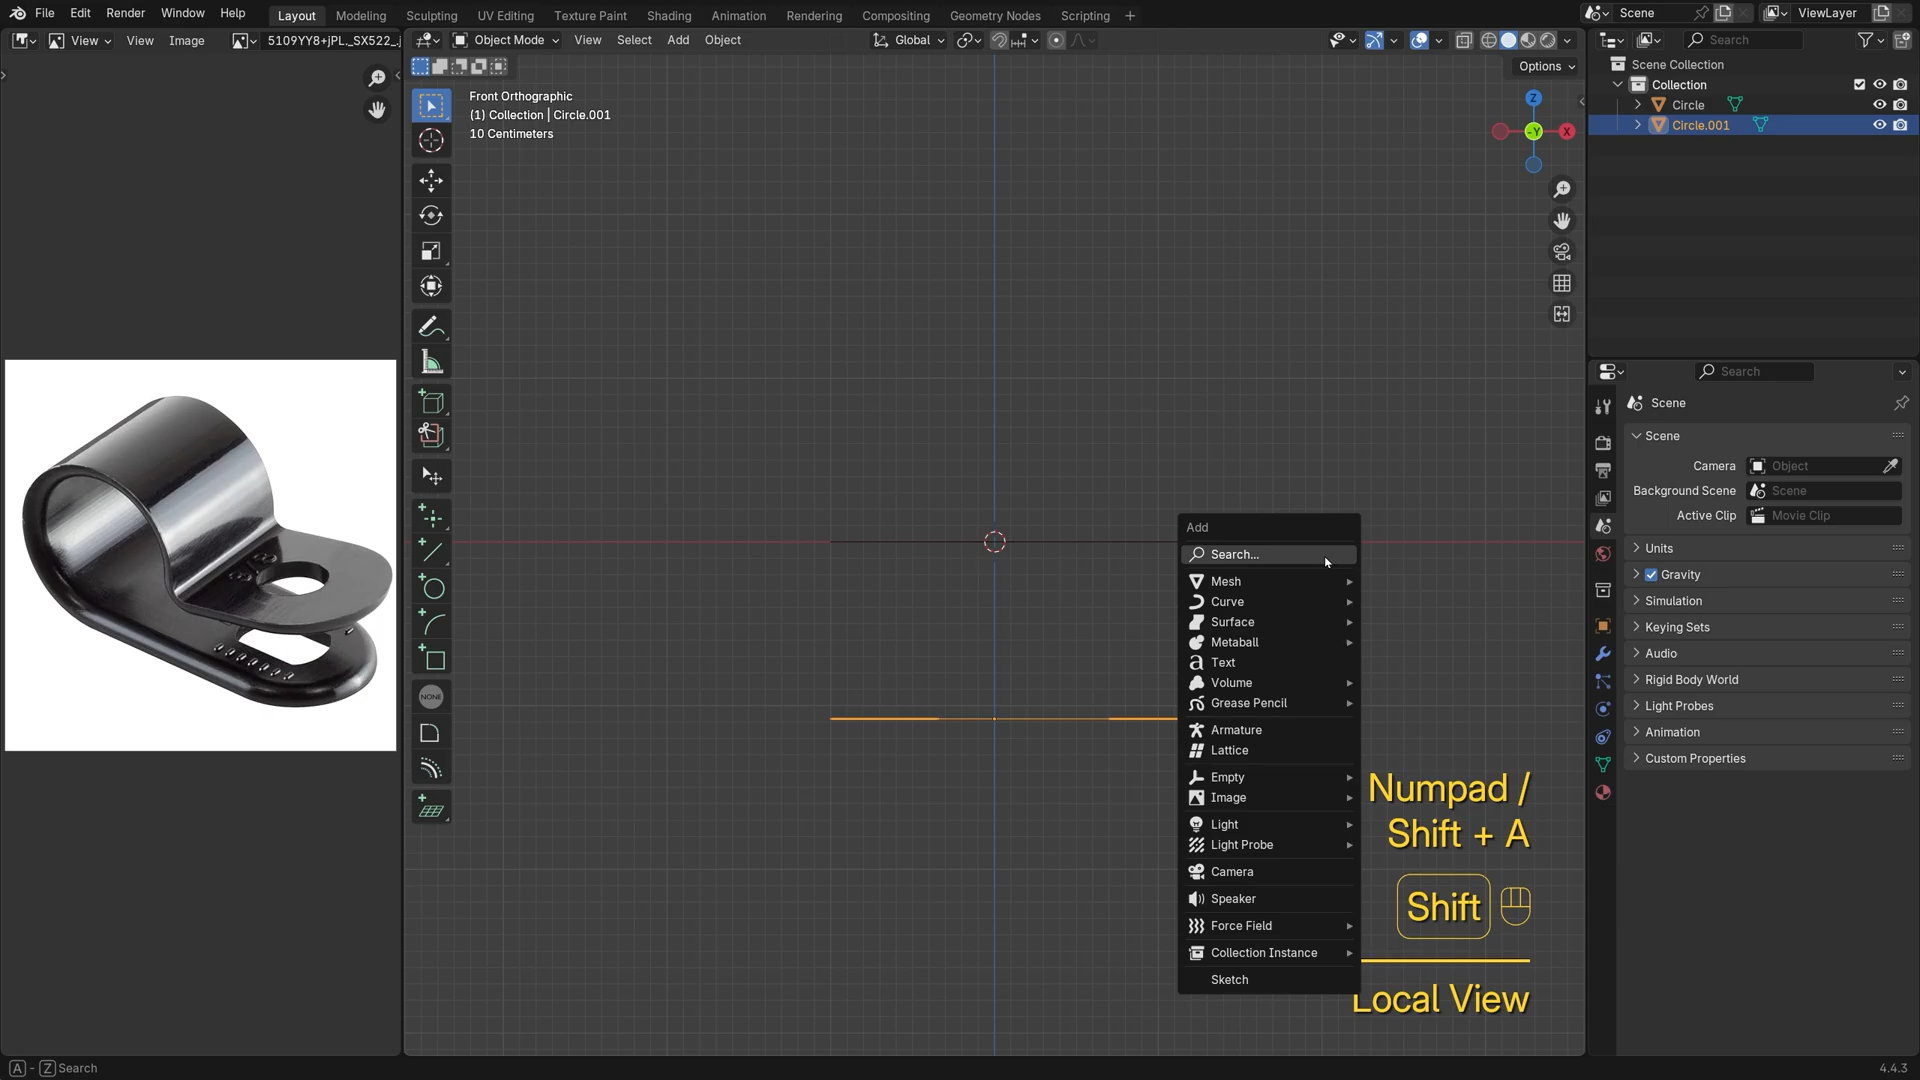 File Edit Render Window Help Layout Modeling Sculpting UV Editing Texture Paint Shading Animation Rendering Compositing Geometry Nodes Scripting + Scene ViewLayer
View View Image 5109YY8+jPL._SX522_.j Object Mode View Select Add Object Global Search
Options
Front Orthographic
(1) Collection | Circle.001
10 Centimeters
Z
-Y
X
Scene Collection
Collection
Circle
Circle.001
NONE
Add
Search...
Mesh
Curve
Surface
Metaball
Text
Volume
Grease Pencil
Armature
Lattice
Empty
Image
Light
Light Probe
Camera
Speaker
Force Field
Collection Instance
Sketch
Numpad /
Shift + A
Shift
Local View
Search
Scene
Scene
Camera Object
Background Scene Scene
Active Clip Movie Clip
Units
Gravity
Simulation
Keying Sets
Audio
Rigid Body World
Light Probes
Animation
Custom Properties
A - Z Search
4.4.3